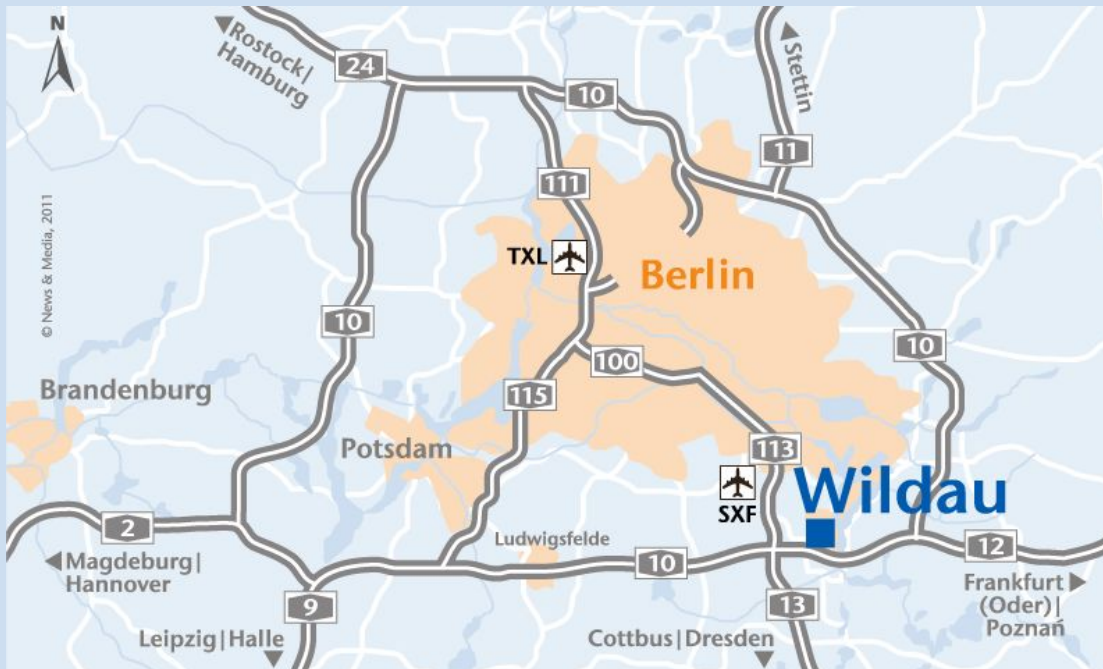 N
Rostock|
Hamburg
24
10
Stettin
11
111
© News & Media, 2011
TXL
Berlin
10
10
100
Brandenburg
115
Potsdam
113
SXF
Wildau
2
Ludwigsfelde
12
Magdeburg|
Hannover
10
Frankfurt
(Oder)|
Poznań
9
13
Leipzig|Halle
Cottbus|Dresden